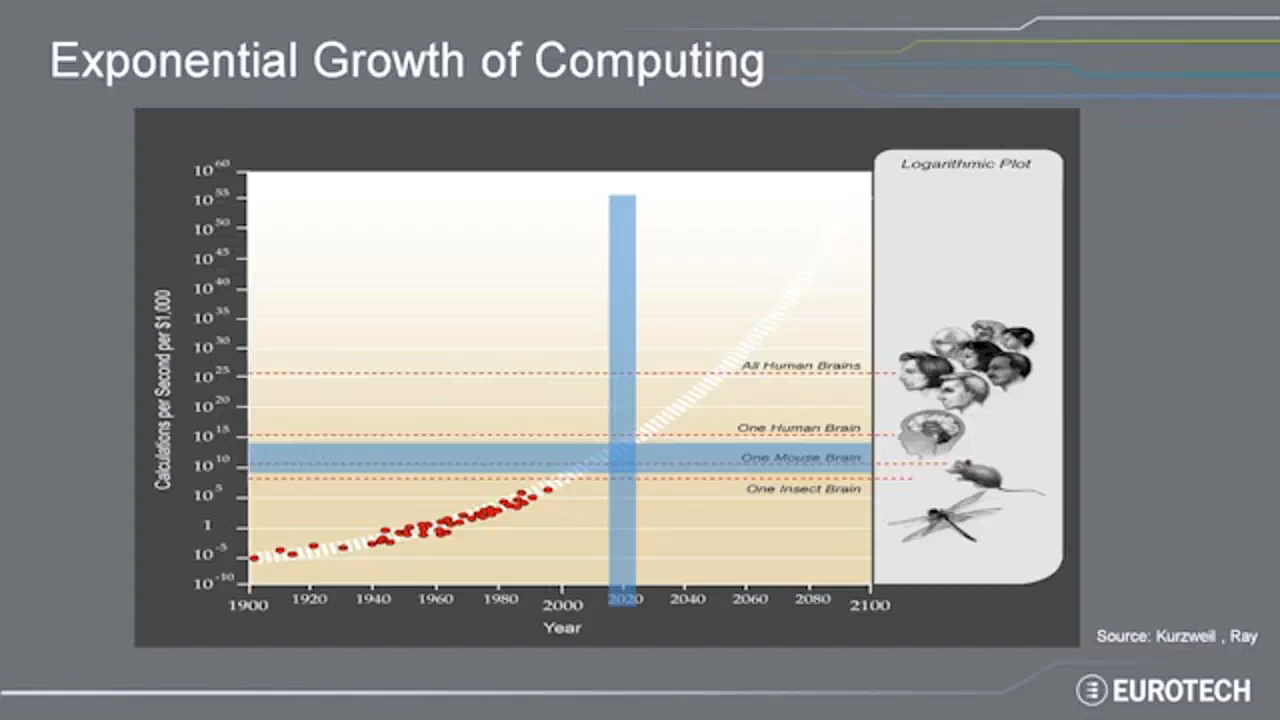 Exponential Growth of Computing
Logarithmic Plot
10^60
10^55
10^50
10^45
10^40
10^35
10^30
10^25
10^20
10^15
10^10
10^5
1
10^-5
10^-10
Calculations per Second per $1,000
All Human Brains
One Human Brain
One Mouse Brain
One Insect Brain
1900 1920 1940 1960 1980 2000 2020 2040 2060 2080 2100
Year
Source: Kurzweil , Ray
EUROTECH